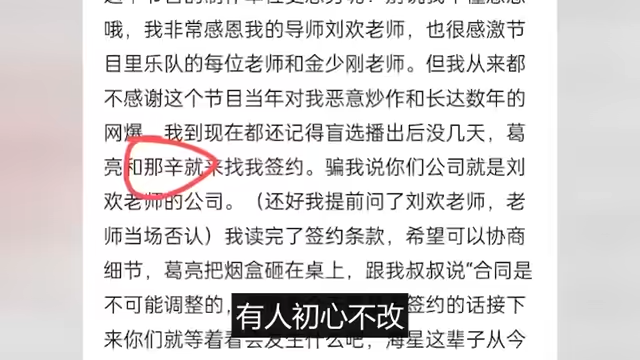 哦，我非常感恩我的导师刘欢老师，也很感激节
目里乐队的每位老师和金少刚老师。但我从来都
不感谢这个节目当年对我恶意炒作和长达数年的
网爆。我到现在都还记得盲选播出后没几天，葛
亮和那辛就来找我签约。骗我说你们公司就是刘
欢老师的公司。（还好我提前问了刘欢老师，老
师当场否认）我读完了签约条款，希望可以协商
细节，葛亮把烟盒砸在桌上，跟我叔叔说“合同是
不可能调整的，
签约的话接下
来你们就等着看会发生什么吧，海星这辈子从今
有人初心不改